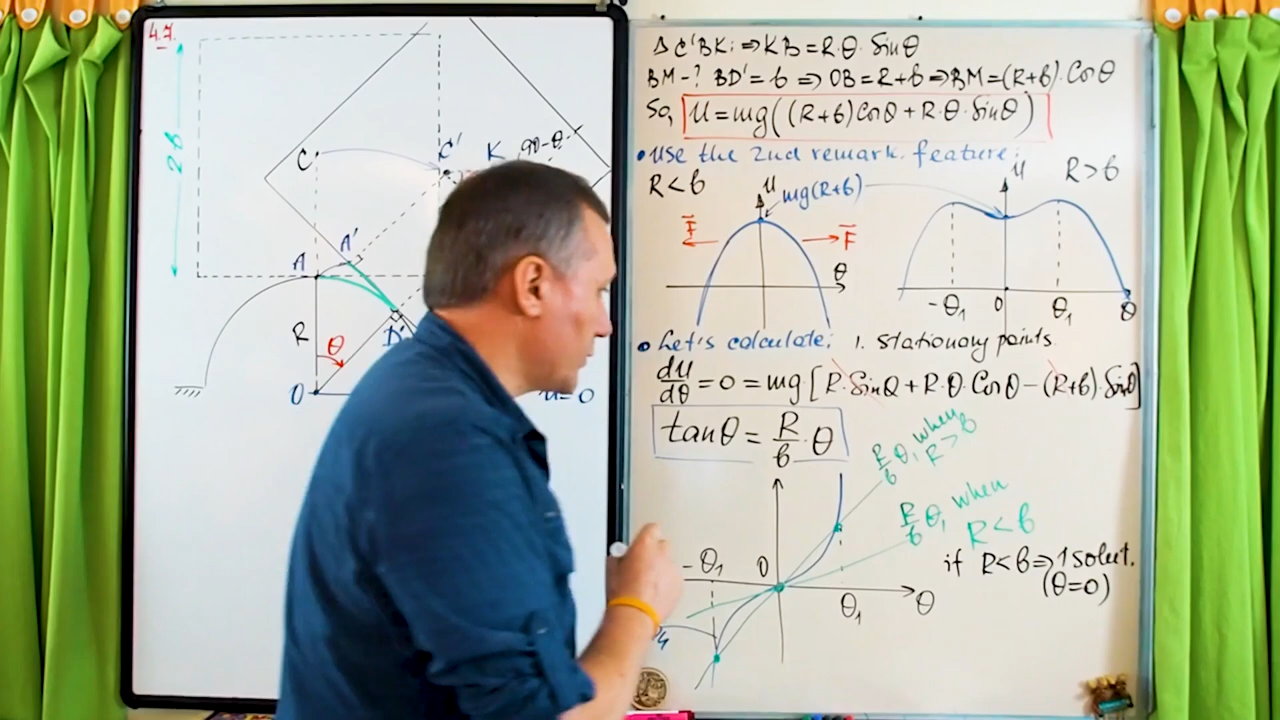 4.7.
2b
C
C'
K
90-θ
A
A'
R
θ
D'
O
u=0
Δ C'BK: ⇒ KB = R·θ·Sinθ
BM-? BD' = b ⇒ OB = R+b ⇒ BM = (R+b)·Cosθ
So, U = mg((R+b)Cosθ + R·θ·Sinθ)
• Use the 2nd remark. feature:
R < b
U
mg(R+b)
U
R > b
F
F
θ
-θ₁
0
θ₁
θ
• Let's calculate: 1. Stationary points.
du/dθ = 0 = mg·[R·Sinθ + R·θ·Cosθ - (R+b)·Sinθ]
tanθ = R/b·θ
R/b θ, when R > b
R/b θ, when R < b
-θ₁
0
θ₁
θ
if R < b ⇒ 1 solut.
(θ=0)